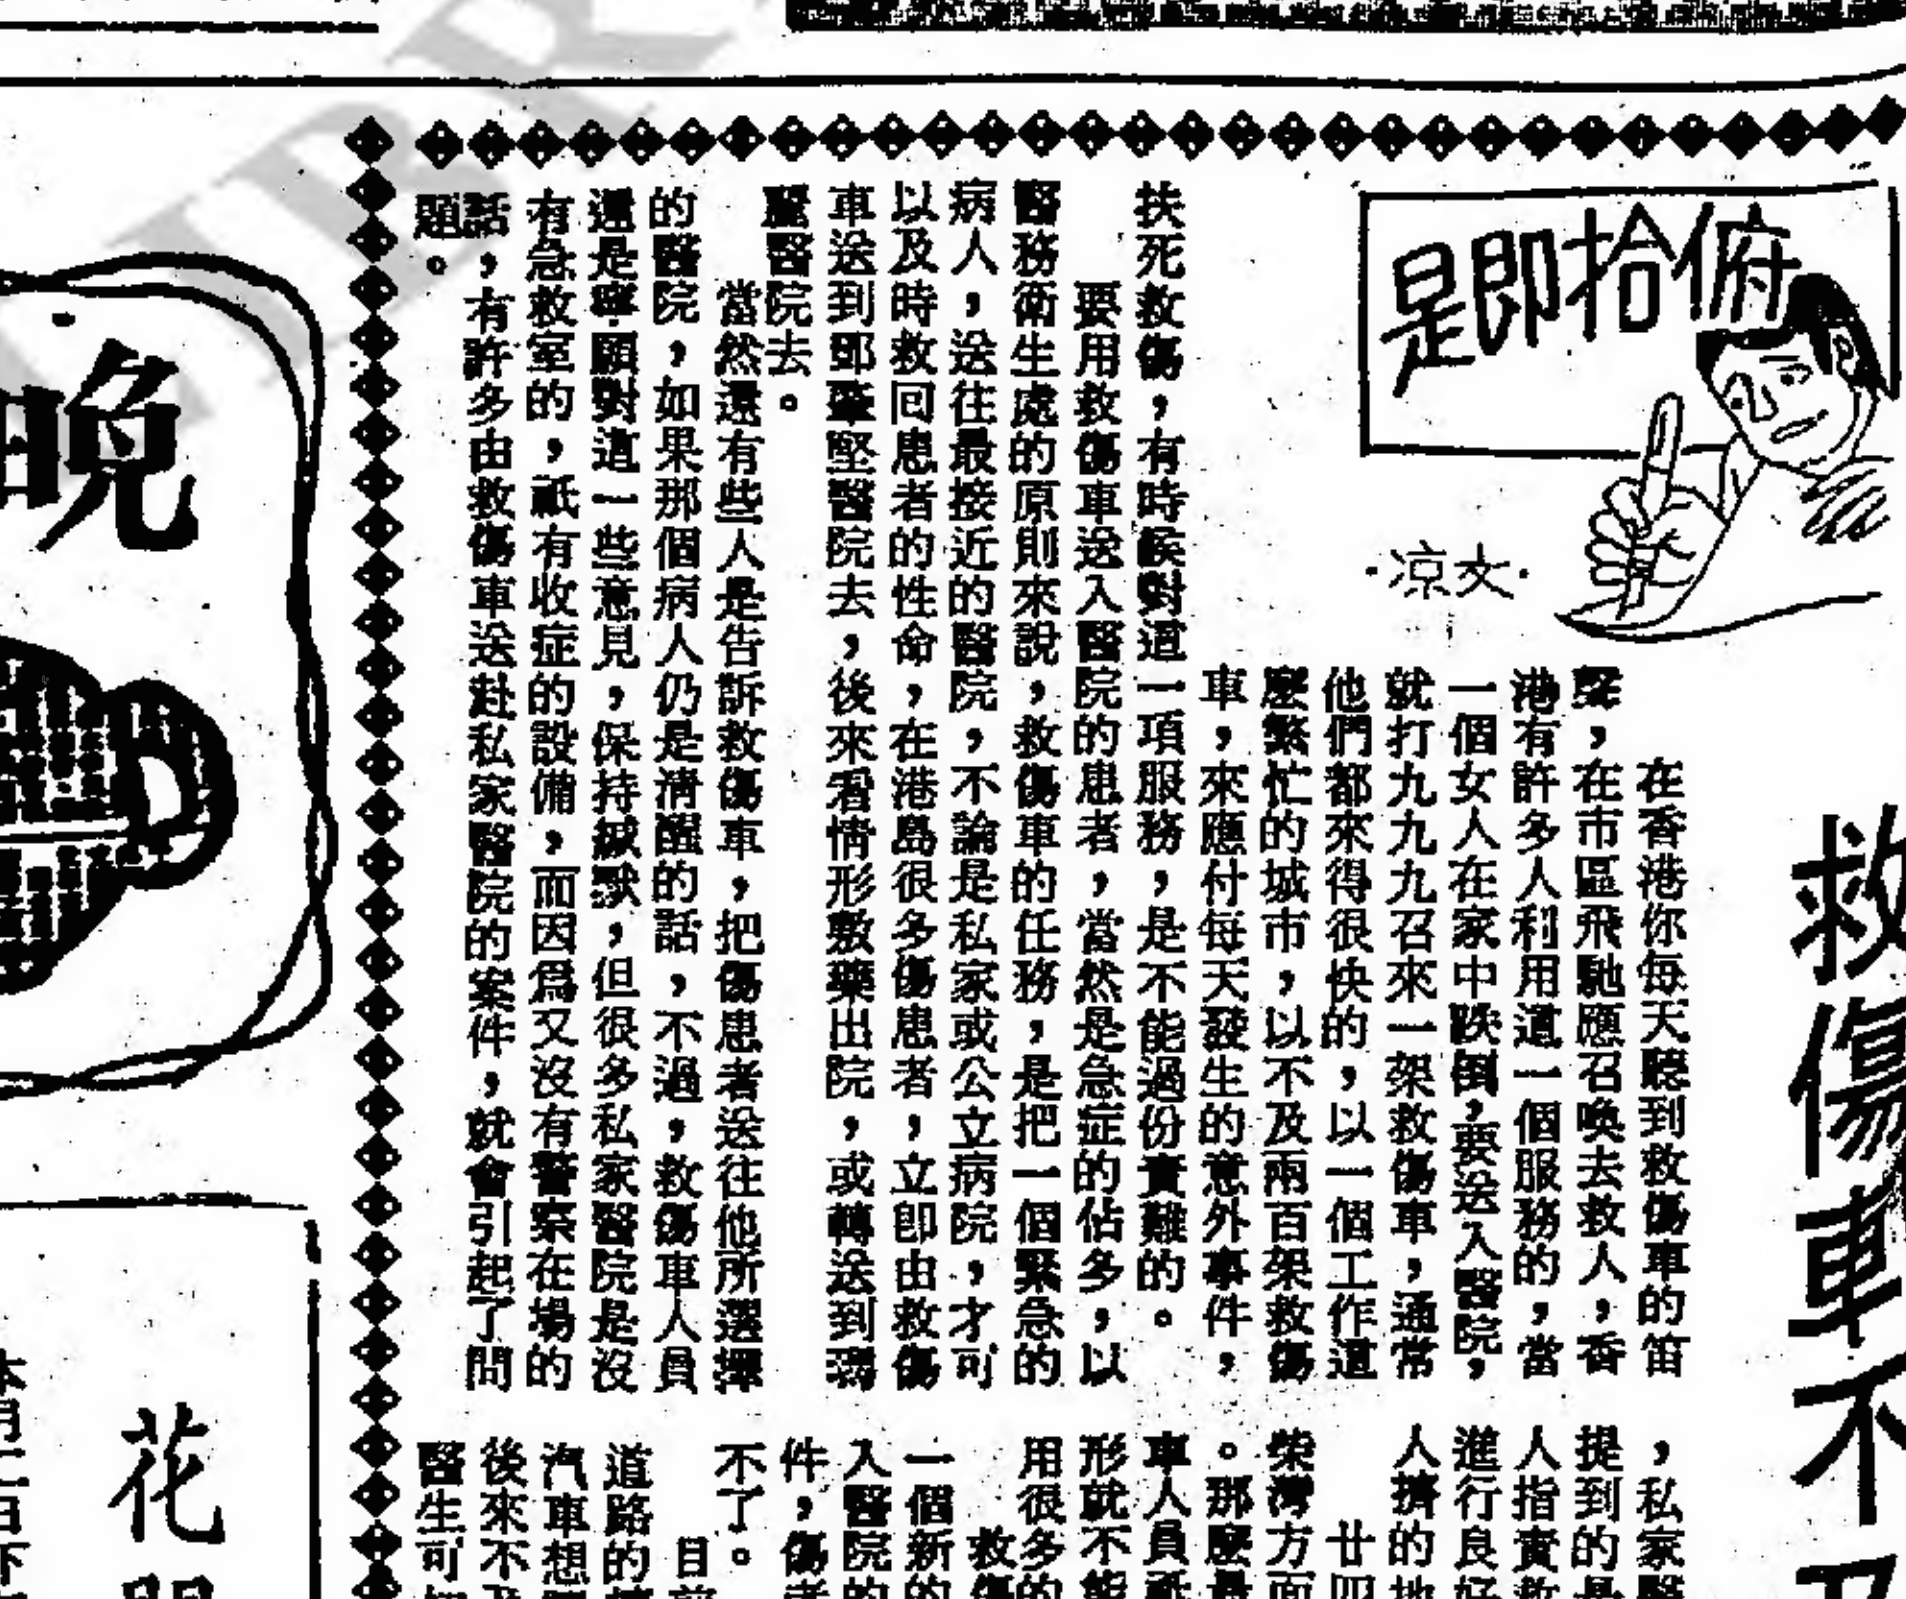 俯拾即是
·文凉·
救傷車不及
在香港你每天聽到救傷車的笛
聲,在市區飛馳應召喚去救人,香
港有許多人利用這一個服務的,當
一個女人在家中跌倒,要送入醫院,
就打九九九召來一架救傷車,通常
他們都來得很快的,以一個工作這
麼繁忙的城市,以不及兩百架救傷
車,來應付每天發生的意外事件,
扶死救傷,有時候對這一項服務,是不能過份責難的。
要用救傷車送入醫院的患者,當然是急症的佔多,以
醫務衛生處的原則來說,救傷車的任務,是把一個緊急的
病人,送往最接近的醫院,不論是私家或公立病院,才可
以及時救回患者的性命,在港島很多傷患者,立卽由救傷
車送到鄧肇堅醫院去,後來看情形敷藥出院,或轉送到瑪
麗醫院去。
當然還有些人是告訴救傷車,把傷患者送往他所選擇
的醫院,如果那個病人仍是清醒的話,不過,救傷車人員
還是寧願對這一些意見,保持緘默,但很多私家醫院是沒
有急救室的,祇有收症的設備,而因爲又沒有警察在場的
話,有許多由救傷車送赴私家醫院的案件,就會引起了問
題。
,私家醫
提到的是
人指責救
進行良好
人擠的地
廿四
荃灣方面
。那麼最
車人員祇
形就不能
用很多的
救傷
一個新的
入醫院的
件,傷者
不了。
目前
道路的
汽車想
後來不
醫生可
晚
花
本月二日下